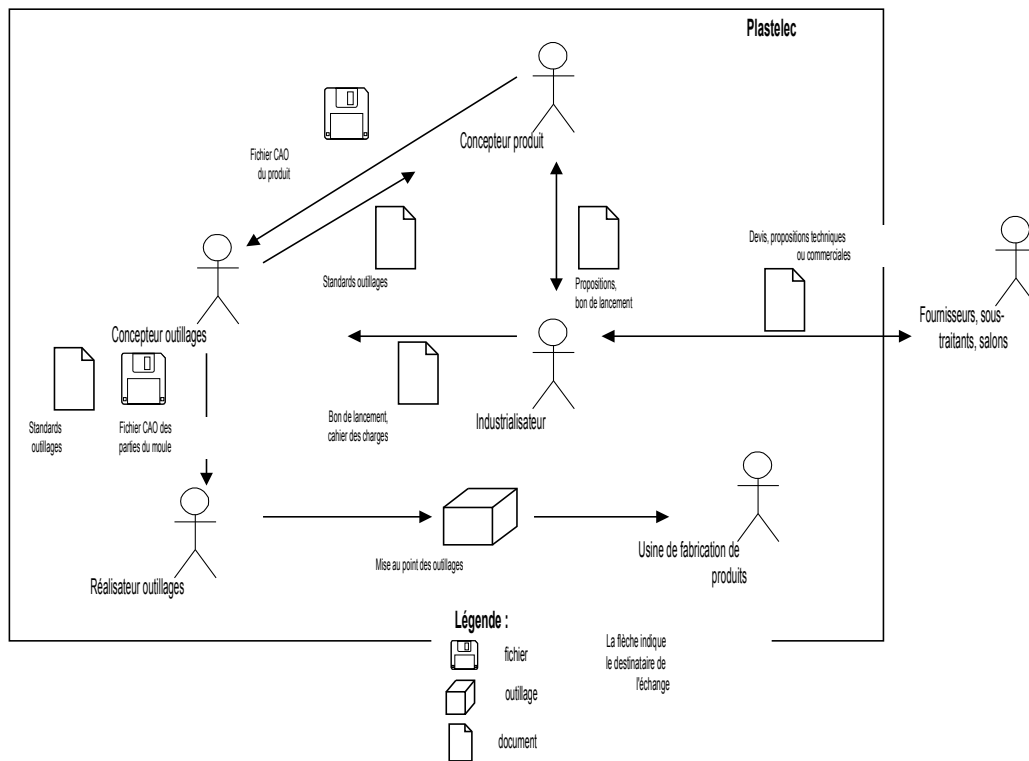 Plastelec
Concepteur produit
Fichier CAO
du produit
Standards outillages
Propositions,
bon de lancement
Devis, propositions techniques
ou commerciales
Fournisseurs, sous-
traitants, salons
Concepteur outillages
Standards
outillages
Fichier CAO des
parties du moule
Bon de lancement,
cahier des charges
Industrialisateur
Réalisateur outillages
Mise au point des outillages
Usine de fabrication de
produits
Légende :
fichier
outillage
document
La flèche indique
le destinataire de
l'échange